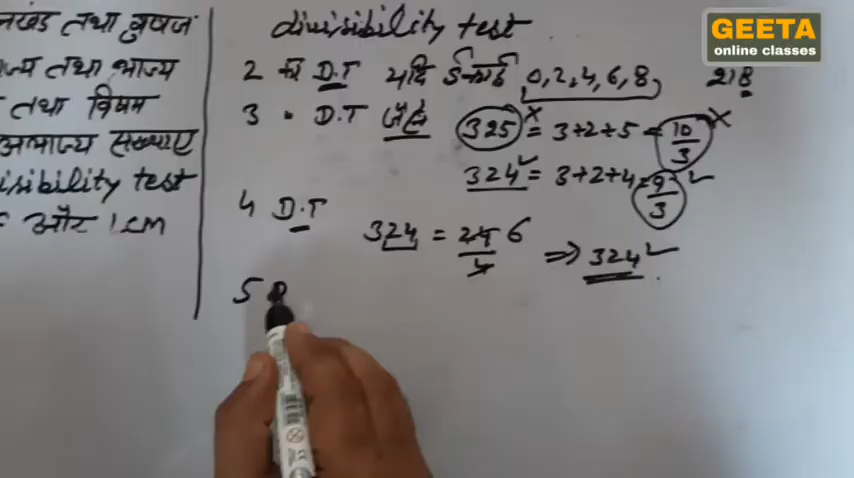 GEETA
online classes
नखंड तथा गुणज
ज्य तथा भाज्य
तथा विषम
अभाज्य संख्याए
isibility test
और LCM
divisibility test
2 का D.T यदि ईकाई 0, 2, 4, 6, 8, 218
3 . D.T जैसे 325 × = 3+2+5 = 10/3 ×
324 ✓ = 3+2+4 = 9/3 ✓
4 D.T
324 = 24/4 6 ⇒ 324 ✓
5 D